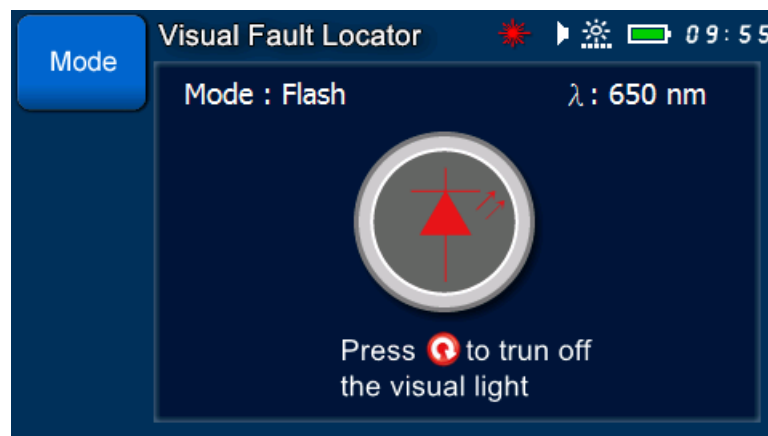 Mode
Visual Fault Locator
09:55
Mode : Flash
λ : 650 nm
Press to trun off
the visual light